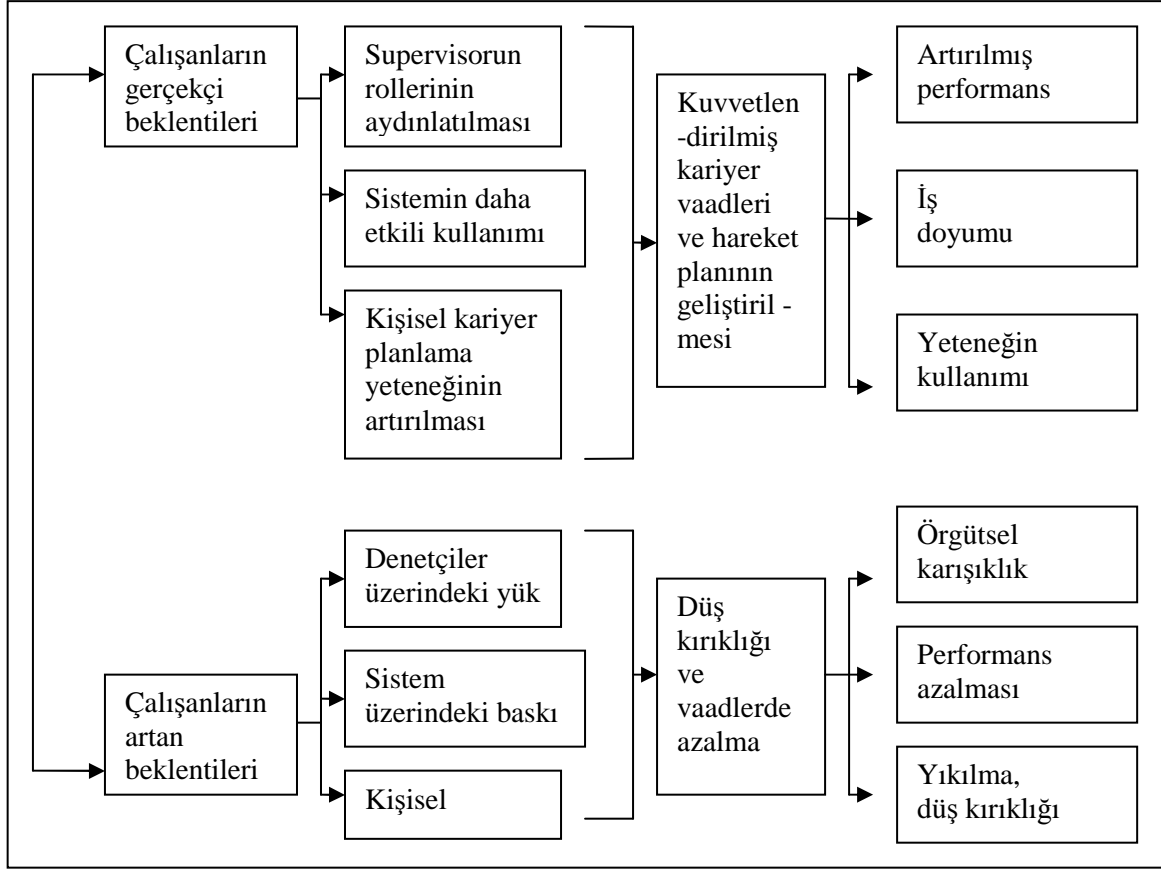 Çalışanların
gerçekçi
beklentileri
Supervisorun
rollerinin
aydınlatılması
Sistemin daha
etkili kullanımı
Kişisel kariyer
planlama
yeteneğinin
artırılması
Kuvvetlen
-dirilmiş
kariyer
vaadleri
ve hareket
planının
geliştiril -
mesi
Artırılmış
performans
İş
doyumu
Yeteneğin
kullanımı
Çalışanların
artan
beklentileri
Denetçiler
üzerindeki yük
Sistem
üzerindeki baskı
Kişisel
Düş
kırıklığı
ve
vaadlerde
azalma
Örgütsel
karışıklık
Performans
azalması
Yıkılma,
düş kırıklığı